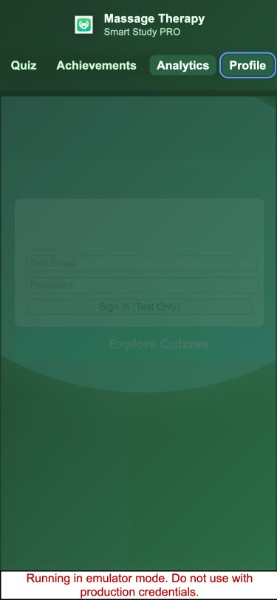 Massage Therapy
Smart Study PRO
Quiz Achievements Analytics Profile
Test Email
Password
Sign in (Test Only)
Explore Quizzes
Running in emulator mode. Do not use with
production credentials.